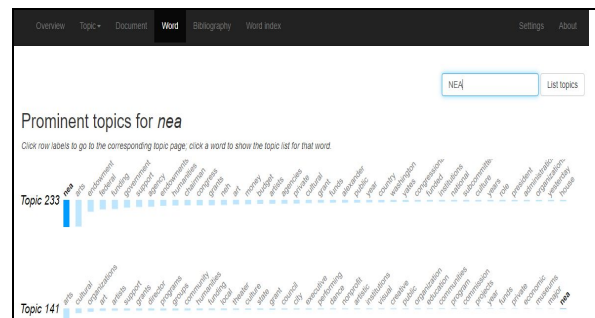 Overview Topic Document Word Bibliography Word index Settings About
NEA List topics
Prominent topics for nea
Click row labels to go to the corresponding topic page; click a word to show the topic list for that word.
Topic 233 nea arts endowment federal funding government support agency endowments humanities chairman congress grants neh art money budget artists agencies private cultural grant funds alexander public year country washington yates congressional funded institutions national subcommittee culture years role president administration organizations yesterday house
Topic 141 arts cultural organizations art artists support grants director programs groups community humanities funding local theater culture state grant council city executive performing dance nonprofit artistic institutions visual creative public organization education communities program commission projects year funds private economic museums major nea